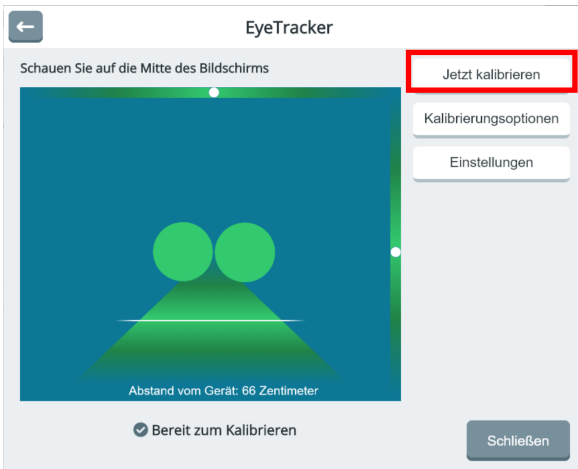 EyeTracker
Schauen Sie auf die Mitte des Bildschirms
Jetzt kalibrieren
Kalibrierungsoptionen
Einstellungen
Abstand vom Gerät: 66 Zentimeter
Bereit zum Kalibrieren
Schließen